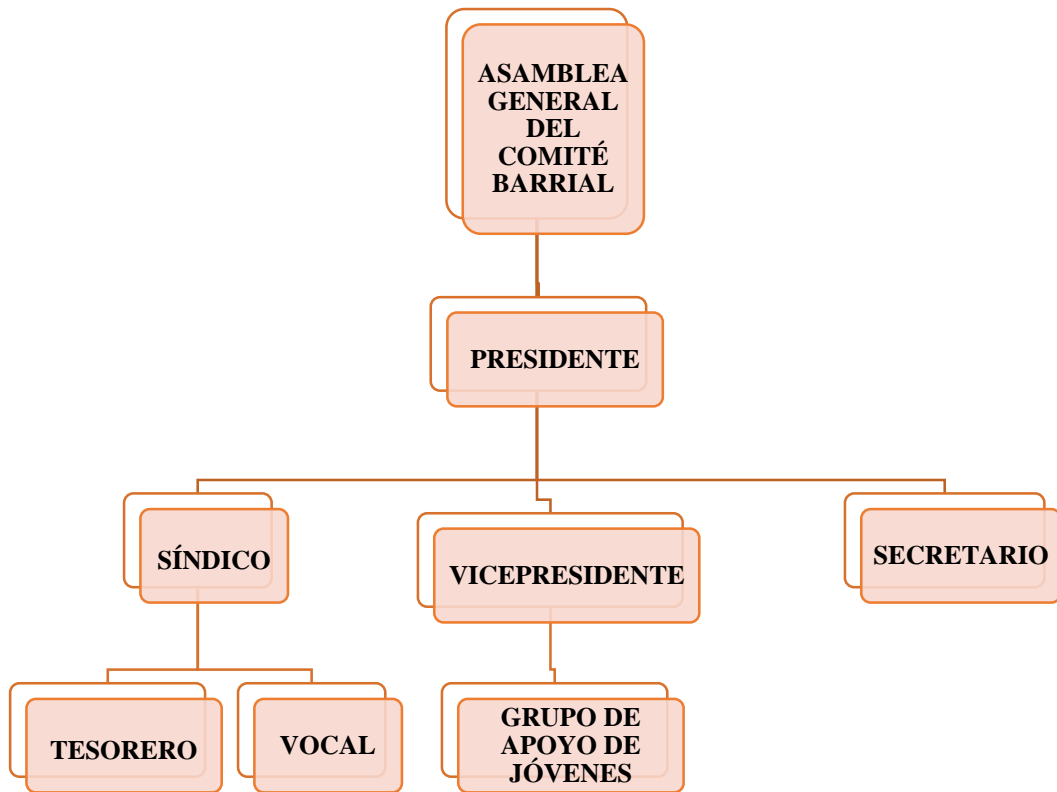 ASAMBLEA
GENERAL
DEL
COMITÉ
BARRIAL
PRESIDENTE
SÍNDICO
VICEPRESIDENTE
SECRETARIO
TESORERO
VOCAL
GRUPO DE
APOYO DE
JÓVENES